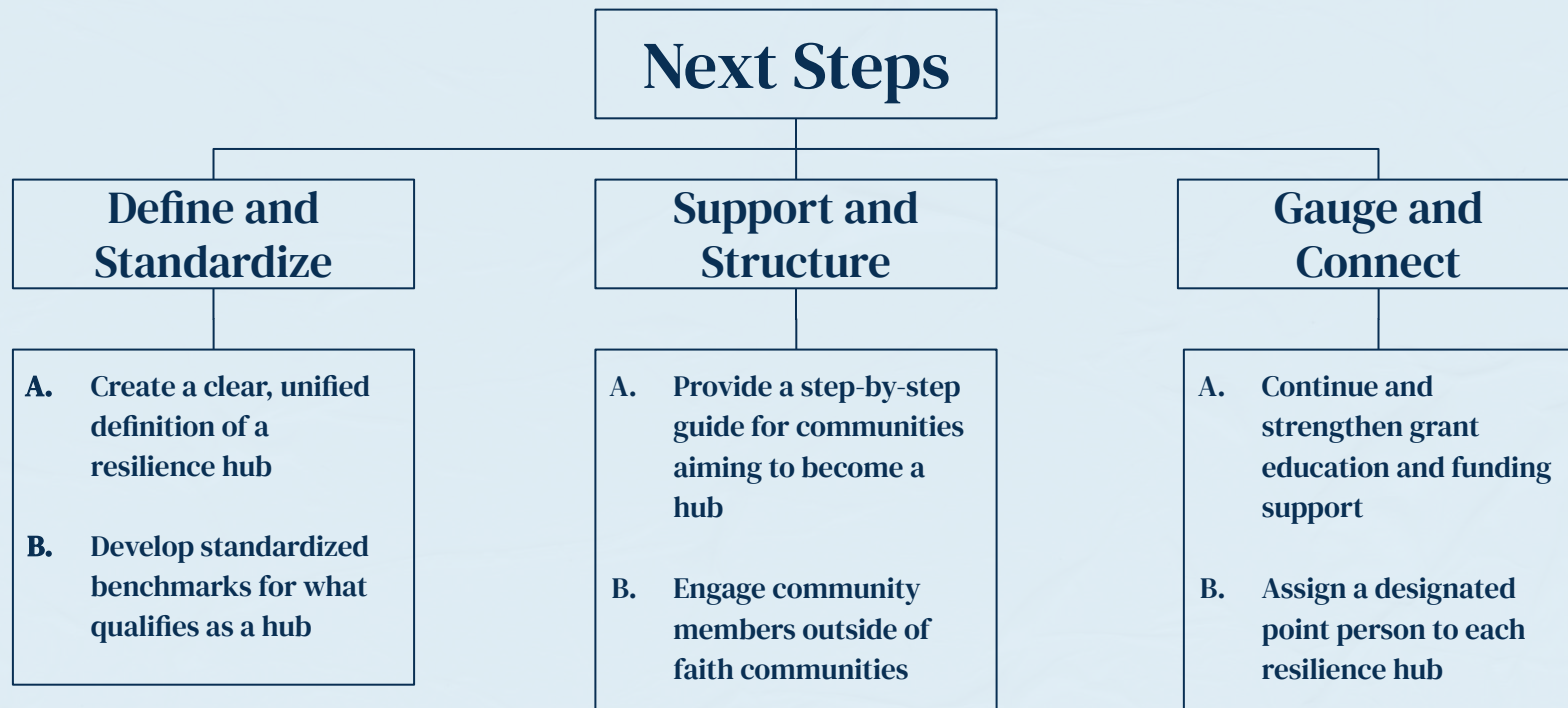 Next Steps
Define and
Standardize
A. Create a clear, unified
definition of a
resilience hub
B. Develop standardized
benchmarks for what
qualifies as a hub
Support and
Structure
A. Provide a step-by-step
guide for communities
aiming to become a
hub
B. Engage community
members outside of
faith communities
Gauge and
Connect
A. Continue and
strengthen grant
education and funding
support
B. Assign a designated
point person to each
resilience hub